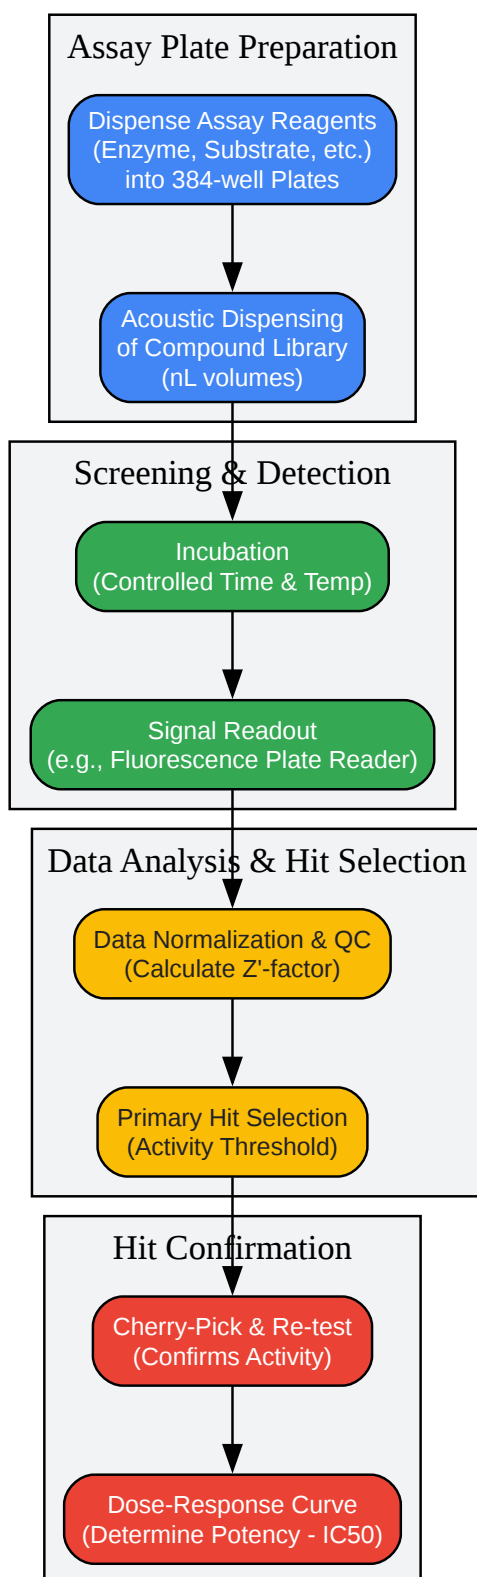 Assay Plate Preparation
Dispense Assay Reagents
(Enzyme, Substrate, etc.)
into 384-well Plates
Acoustic Dispensing
of Compound Library
(nL volumes)
Screening & Detection
Incubation
(Controlled Time & Temp)
Signal Readout
(e.g., Fluorescence Plate Reader)
Data Analysis & Hit Selection
Data Normalization & QC
(Calculate Z'-factor)
Primary Hit Selection
(Activity Threshold)
Hit Confirmation
Cherry-Pick & Re-test
(Confirms Activity)
Dose-Response Curve
(Determine Potency - IC50)